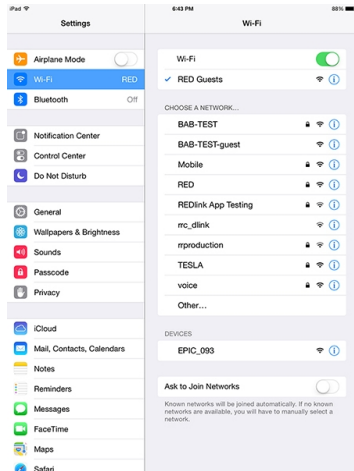 iPad 6:43 PM 88%
Settings
Airplane Mode
Wi-Fi RED
Bluetooth Off
Notification Center
Control Center
Do Not Disturb
General
Wallpapers & Brightness
Sounds
Passcode
Privacy
iCloud
Mail, Contacts, Calendars
Notes
Reminders
Messages
FaceTime
Maps
Safari
Wi-Fi
Wi-Fi
RED Guests
CHOOSE A NETWORK...
BAB-TEST
BAB-TEST-guest
Mobile
RED
REDlink App Testing
rrc_dlink
rrproduction
TESLA
voice
Other...
DEVICES
EPIC_093
Ask to Join Networks
Known networks will be joined automatically. If no known
networks are available, you will have to manually select a
network.